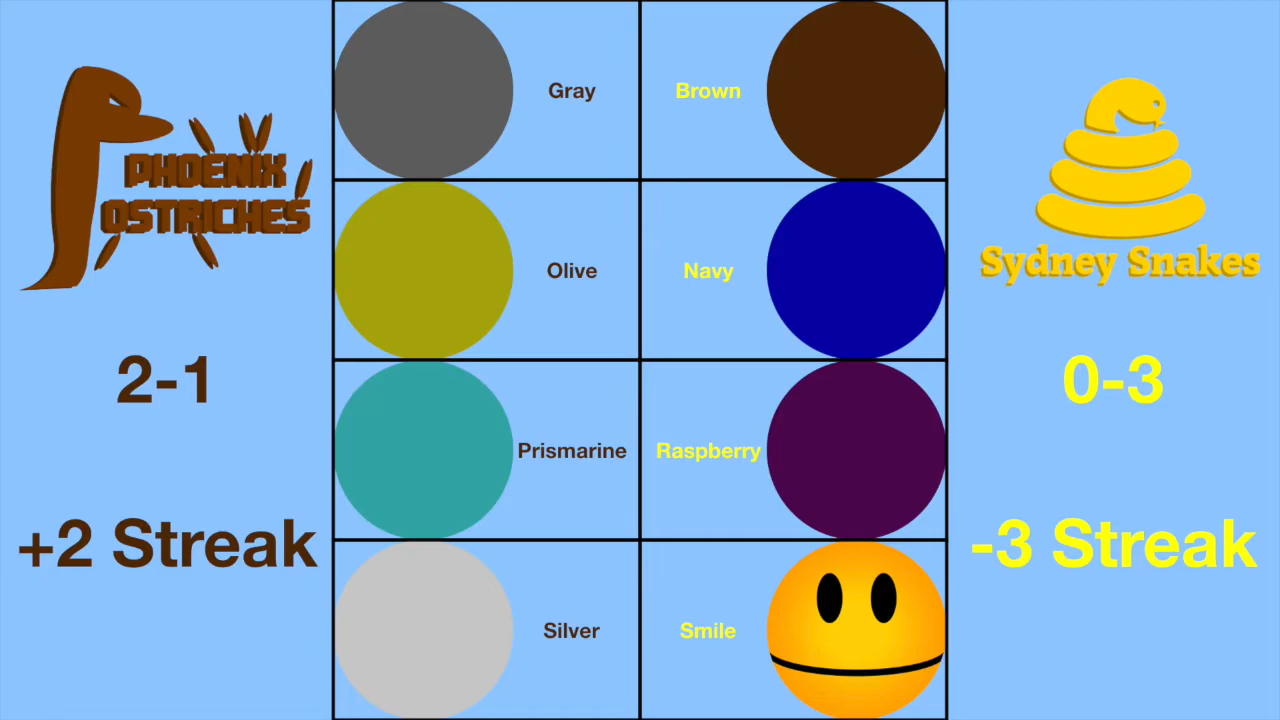 PHOENIX
OSTRICHES
2-1
+2 Streak
Gray
Brown
Olive
Navy
Prismarine
Raspberry
Silver
Smile
Sydney Snakes
0-3
-3 Streak